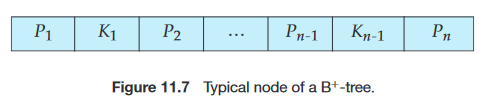 P₁ K₁ P₂ … Pₙ₋₁ Kₙ₋₁ Pₙ
Figure 11.7 Typical node of a B⁺-tree.